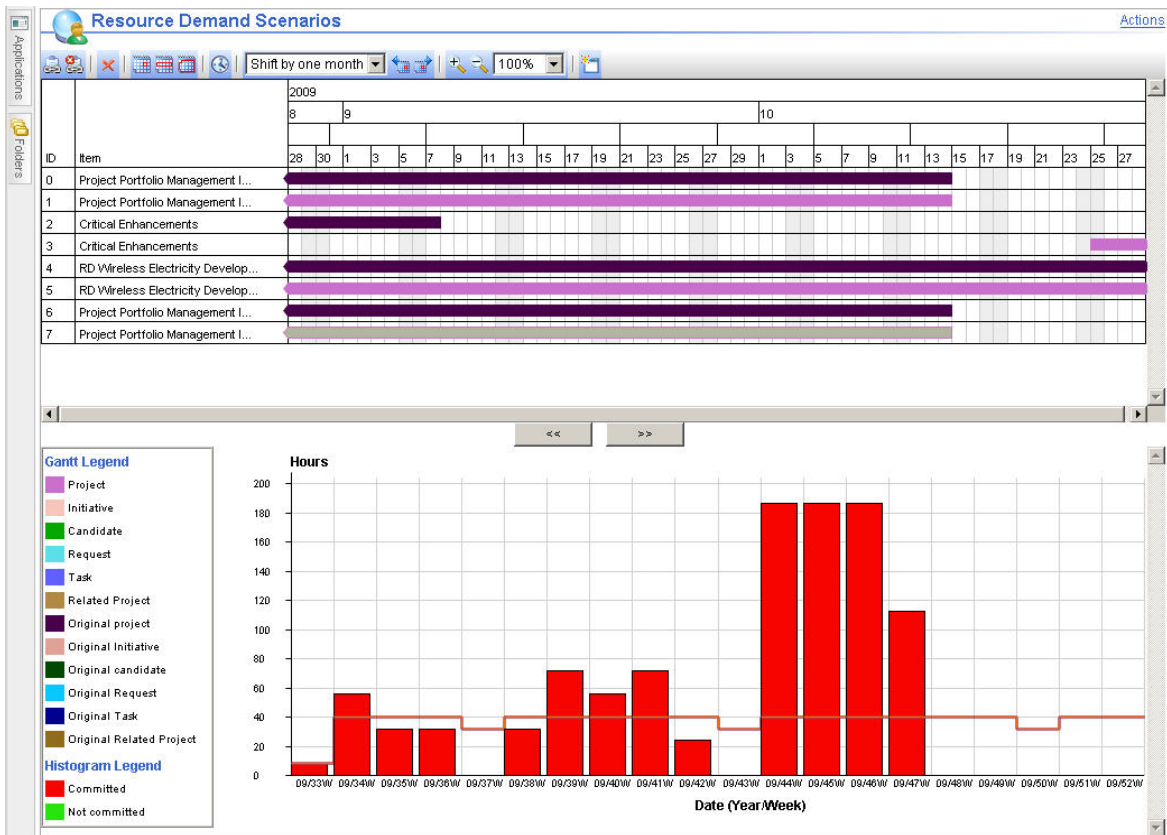 Applications
Folders
Resource Demand Scenarios
Actions
Shift by one month
100%
2009
8 9 10
ID Item 28 30 1 3 5 7 9 11 13 15 17 19 21 23 25 27 29 1 3 5 7 9 11 13 15 17 19 21 23 25 27
0 Project Portfolio Management I...
1 Project Portfolio Management I...
2 Critical Enhancements
3 Critical Enhancements
4 RD Wireless Electricity Develop...
5 RD Wireless Electricity Develop...
6 Project Portfolio Management I...
7 Project Portfolio Management I...
<< >>
Gantt Legend
Project
Initiative
Candidate
Request
Task
Related Project
Original project
Original Initiative
Original candidate
Original Request
Original Task
Original Related Project
Histogram Legend
Committed
Not committed
Hours
200
180
160
140
120
100
80
60
40
20
0
09/33W 09/34W 09/35W 09/36W 09/37W 09/38W 09/39W 09/40W 09/41W 09/42W 09/43W 09/44W 09/45W 09/46W 09/47W 09/48W 09/49W 09/50W 09/51W 09/52W
Date (Year/Week)